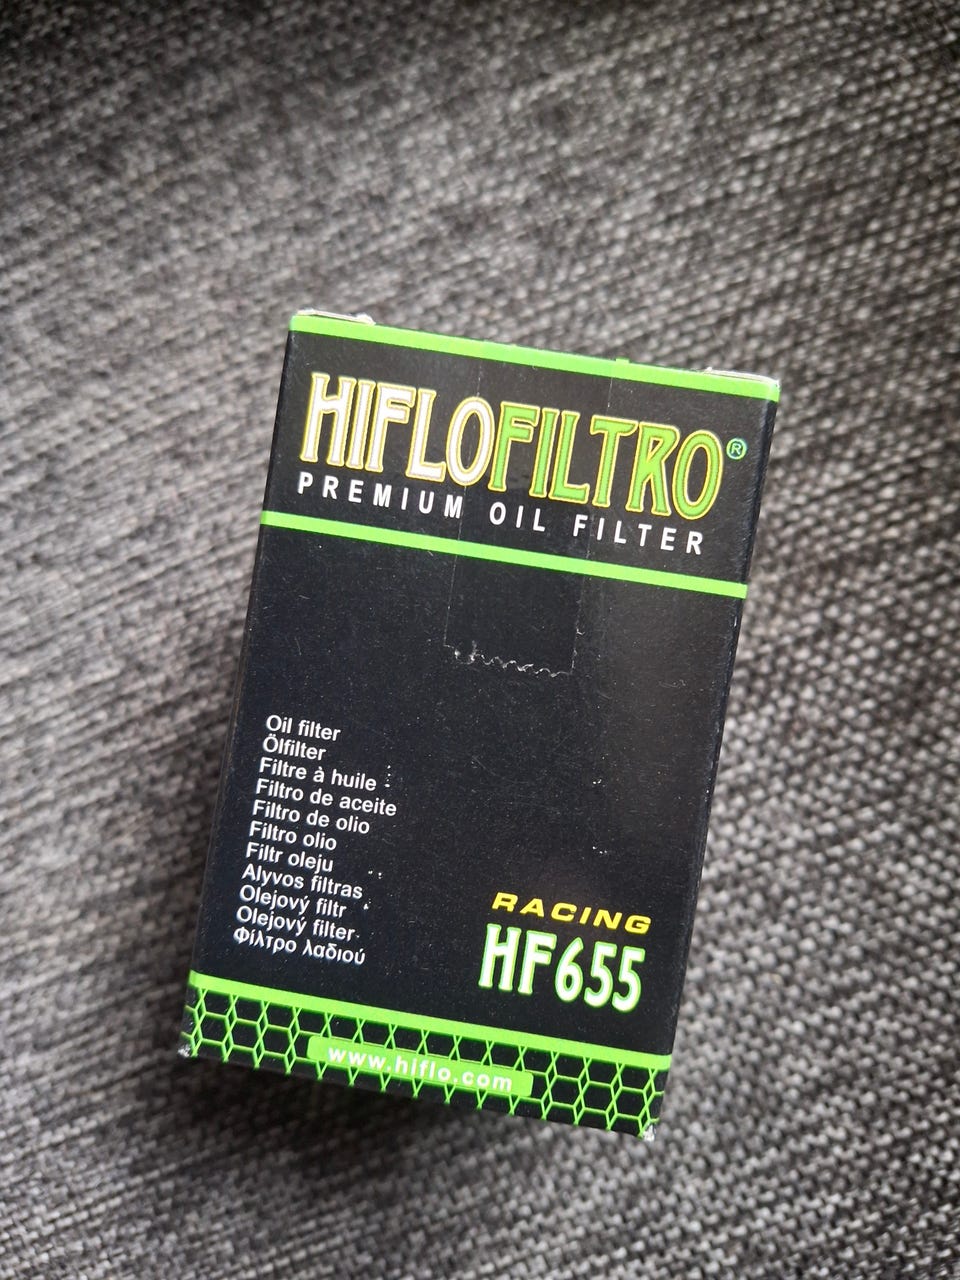 HIFLOFILTRO®
PREMIUM OIL FILTER
Oil filter
Ölfilter
Filtre à huile
Filtro de aceite
Filtro de olio
Filtro olio
Filtr oleju
Alyvos filtras
Olejový filtr
Olejový filter
Φίλτρο λαδιού
RACING
HF655
www.hiflo.com